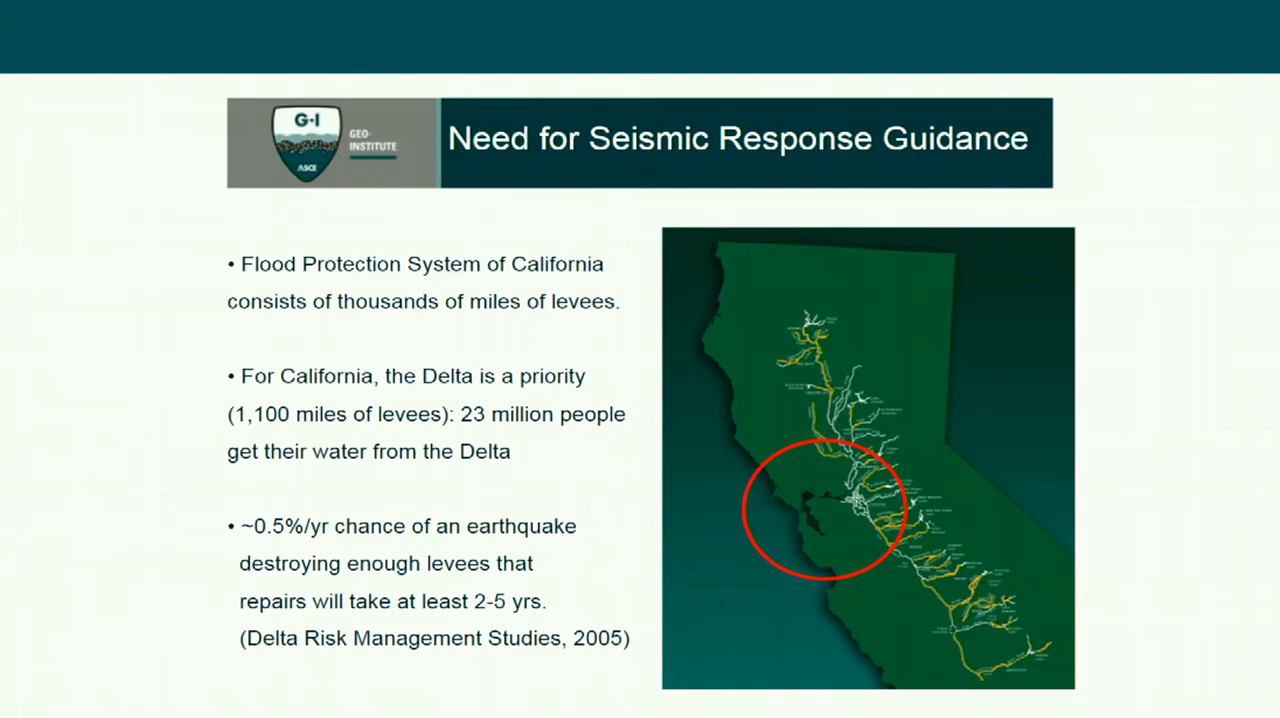 G-I
GEO-
INSTITUTE
ASCE
Need for Seismic Response Guidance
• Flood Protection System of California
consists of thousands of miles of levees.
• For California, the Delta is a priority
(1,100 miles of levees): 23 million people
get their water from the Delta
• ~0.5%/yr chance of an earthquake
destroying enough levees that
repairs will take at least 2-5 yrs.
(Delta Risk Management Studies, 2005)